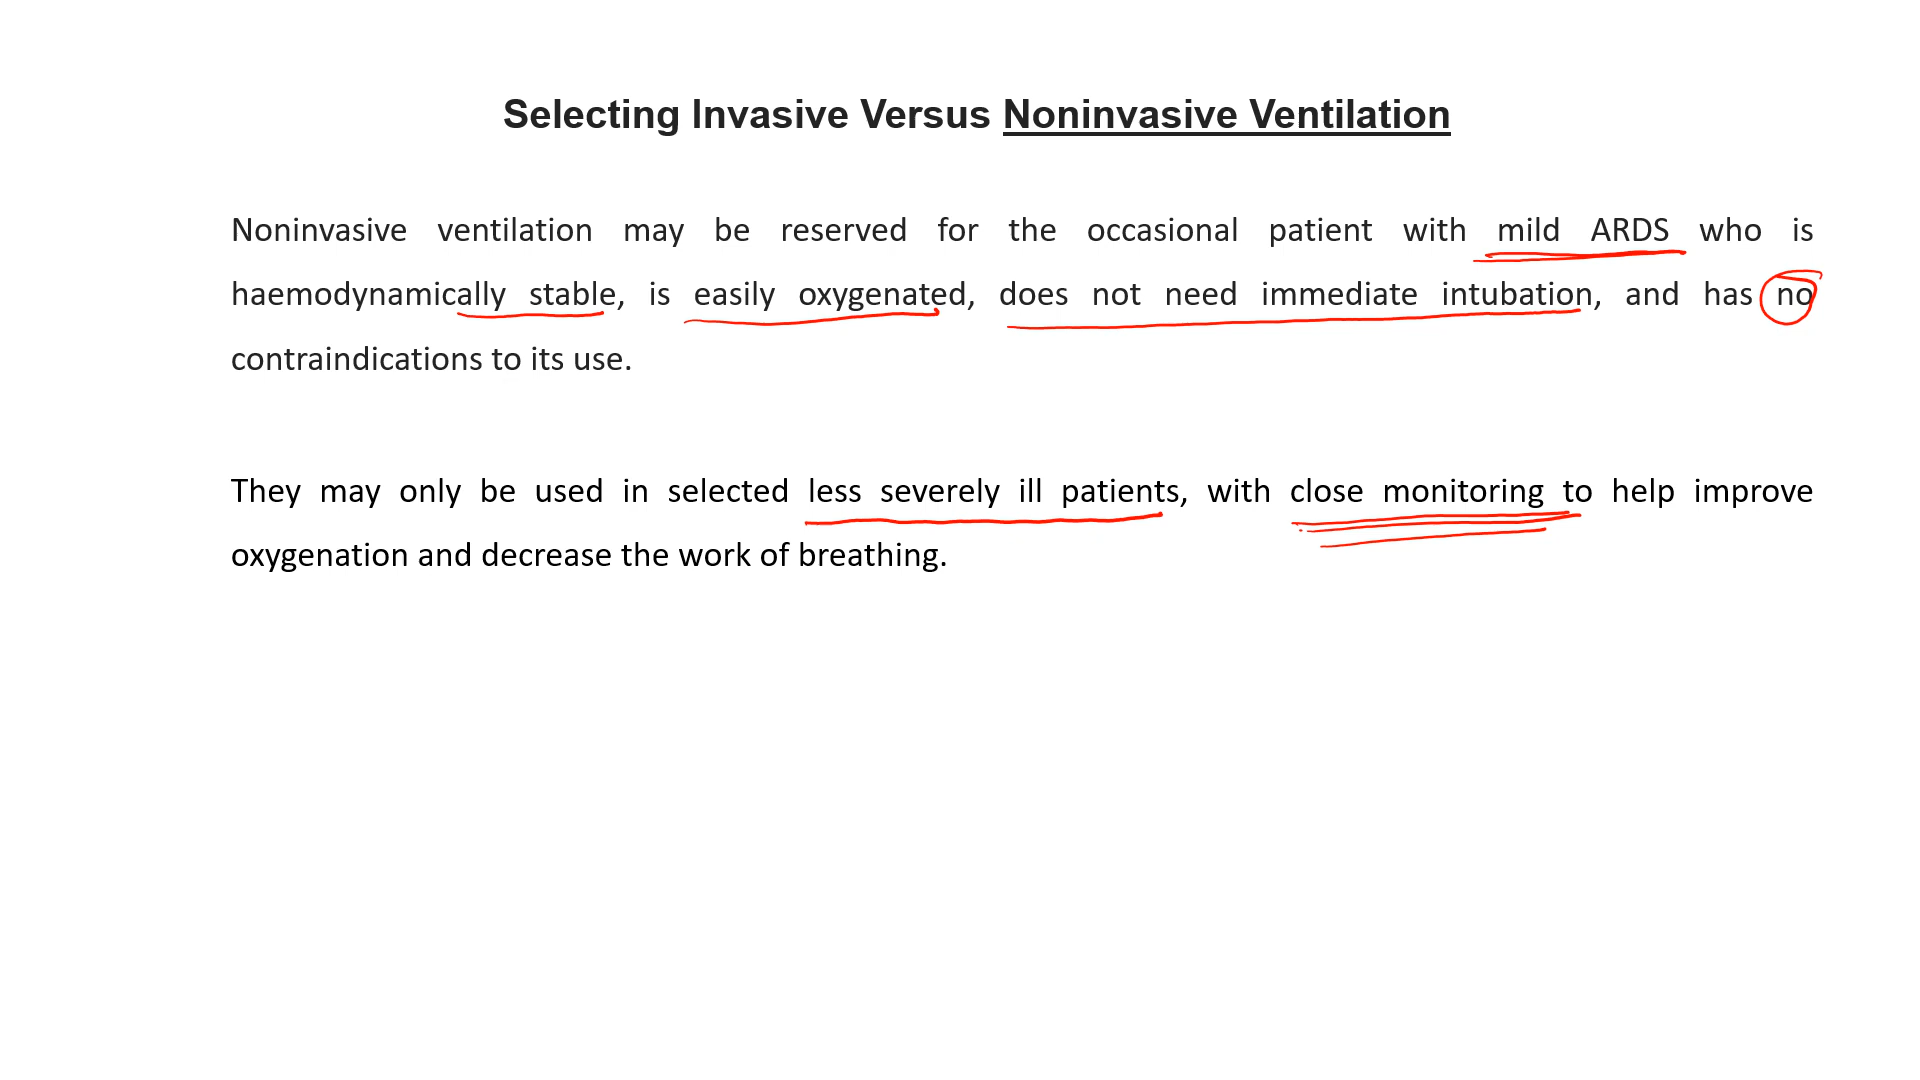 Selecting Invasive Versus Noninvasive Ventilation
Noninvasive ventilation may be reserved for the occasional patient with mild ARDS who is
haemodynamically stable, is easily oxygenated, does not need immediate intubation, and has no
contraindications to its use.
They may only be used in selected less severely ill patients, with close monitoring to help improve
oxygenation and decrease the work of breathing.